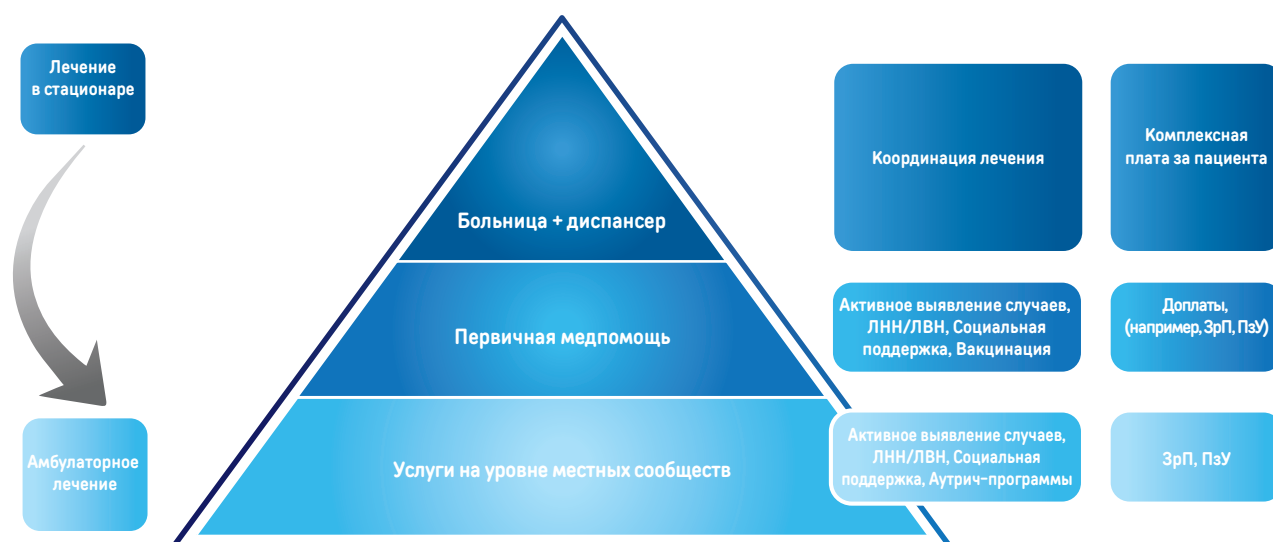 Лечение
в стационаре
Амбулаторное
лечение
Больница + диспансер
Первичная медпомощь
Услуги на уровне местных сообществ
Координация лечения
Комплексная
плата за пациента
Активное выявление случаев,
ЛНН/ЛВН, Социальная
поддержка, Вакцинация
Доплаты,
(например, ЗрП, ПзУ)
Активное выявление случаев,
ЛНН/ЛВН, Социальная
поддержка, Аутрич-программы
ЗрП, ПзУ